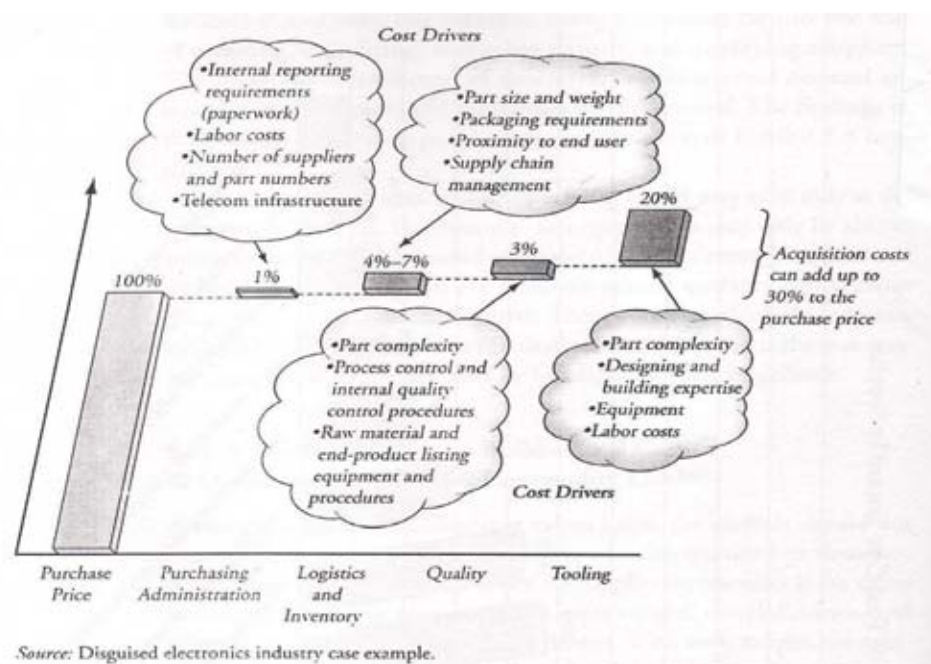 Cost Drivers
•Internal reporting
requirements
(paperwork)
•Labor costs
•Number of suppliers
and part numbers
•Telecom infrastructure
•Part size and weight
•Packaging requirements
•Proximity to end user
•Supply chain
management
100%
1%
4%–7%
3%
20%
Acquisition costs
can add up to
30% to the
purchase price
•Part complexity
•Process control and
internal quality
control procedures
•Raw material and
end-product listing
equipment and
procedures
•Part complexity
•Designing and
building expertise
•Equipment
•Labor costs
Cost Drivers
Purchase
Price
Purchasing
Administration
Logistics
and
Inventory
Quality
Tooling
Source: Disguised electronics industry case example.